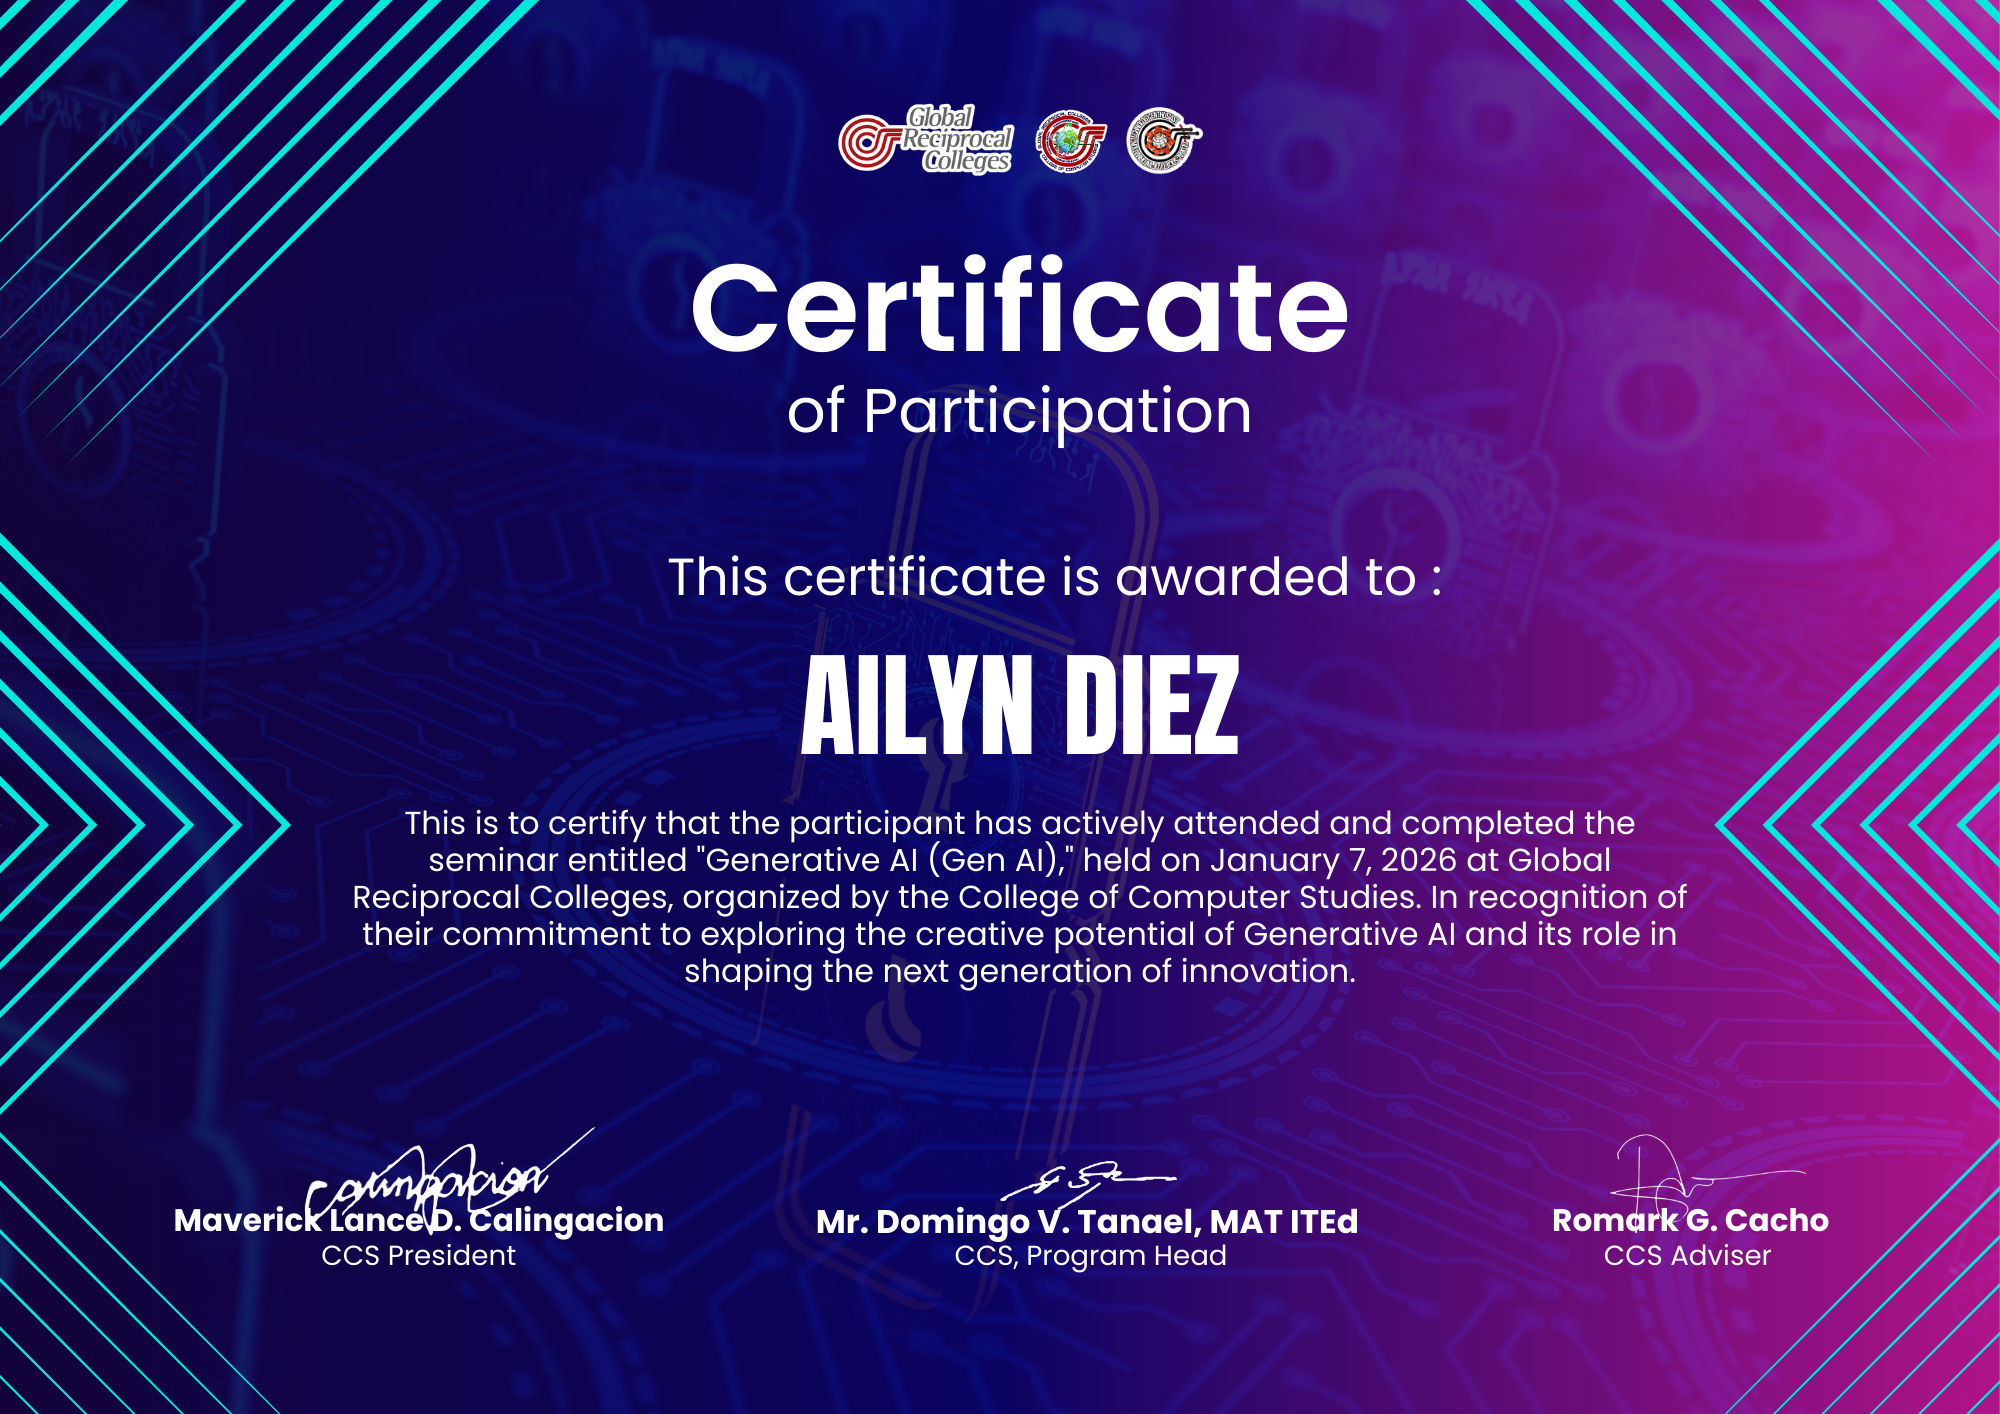 Global
Reciprocal
Colleges
Certificate
of Participation
This certificate is awarded to :
AILYN DIEZ
This is to certify that the participant has actively attended and completed the
seminar entitled "Generative AI (Gen AI)," held on January 7, 2026 at Global
Reciprocal Colleges, organized by the College of Computer Studies. In recognition of
their commitment to exploring the creative potential of Generative AI and its role in
shaping the next generation of innovation.
Calingacion
Maverick Lance D. Calingacion
CCS President
Mr. Domingo V. Tanael, MAT ITEd
CCS, Program Head
Romark G. Cacho
CCS Adviser